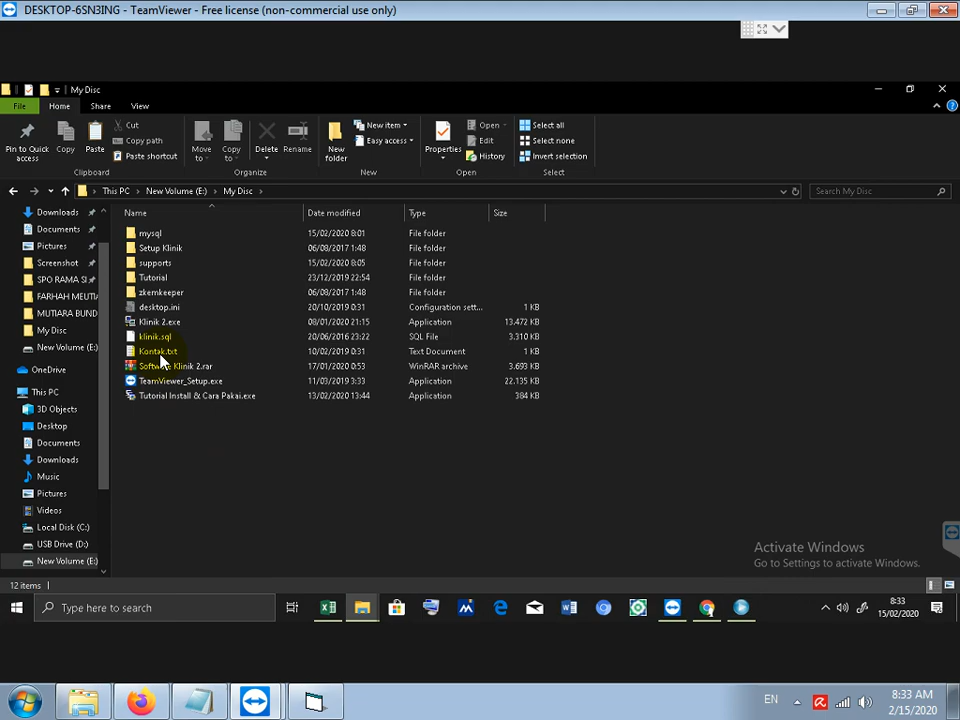 DESKTOP-6SN3ING - TeamViewer - Free license (non-commercial use only)
My Disc
File Home Share View
Pin to Quick access
Copy
Paste
Cut
Copy path
Paste shortcut
Clipboard
Move to
Copy to
Delete
Rename
Organize
New folder
New item
Easy access
New
Properties
Open
Edit
History
Open
Select all
Select none
Invert selection
Select
This PC > New Volume (E:) > My Disc >
Search My Disc
Name Date modified Type Size
Downloads
Documents
Pictures
Screenshot
SPO RAMA SI
FARHAH MEUTIA
MUTIARA BUND
My Disc
New Volume (E:)
OneDrive
This PC
3D Objects
Desktop
Documents
Downloads
Music
Pictures
Videos
Local Disk (C:)
USB Drive (D:)
New Volume (E:)
mysql 15/02/2020 8:01 File folder
Setup Klinik 06/08/2017 1:48 File folder
supports 15/02/2020 8:05 File folder
Tutorial 23/12/2019 22:54 File folder
zkemkeeper 06/08/2017 1:48 File folder
desktop.ini 20/10/2019 0:31 Configuration sett... 1 KB
Klinik 2.exe 08/01/2020 21:15 Application 13.472 KB
klinik.sql 20/06/2016 23:22 SQL File 3.310 KB
Kontak.txt 10/02/2019 0:31 Text Document 1 KB
Software Klinik 2.rar 17/01/2020 0:53 WinRAR archive 3.693 KB
TeamViewer_Setup.exe 11/03/2019 3:33 Application 22.135 KB
Tutorial Install & Cara Pakai.exe 13/02/2020 13:44 Application 384 KB
Activate Windows
Go to Settings to activate Windows.
12 items
Type here to search
8:33
15/02/2020
EN
8:33 AM
2/15/2020